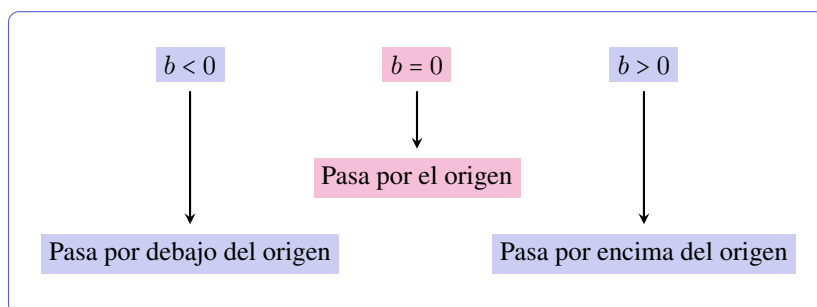 b < 0
b = 0
b > 0
Pasa por el origen
Pasa por debajo del origen
Pasa por encima del origen